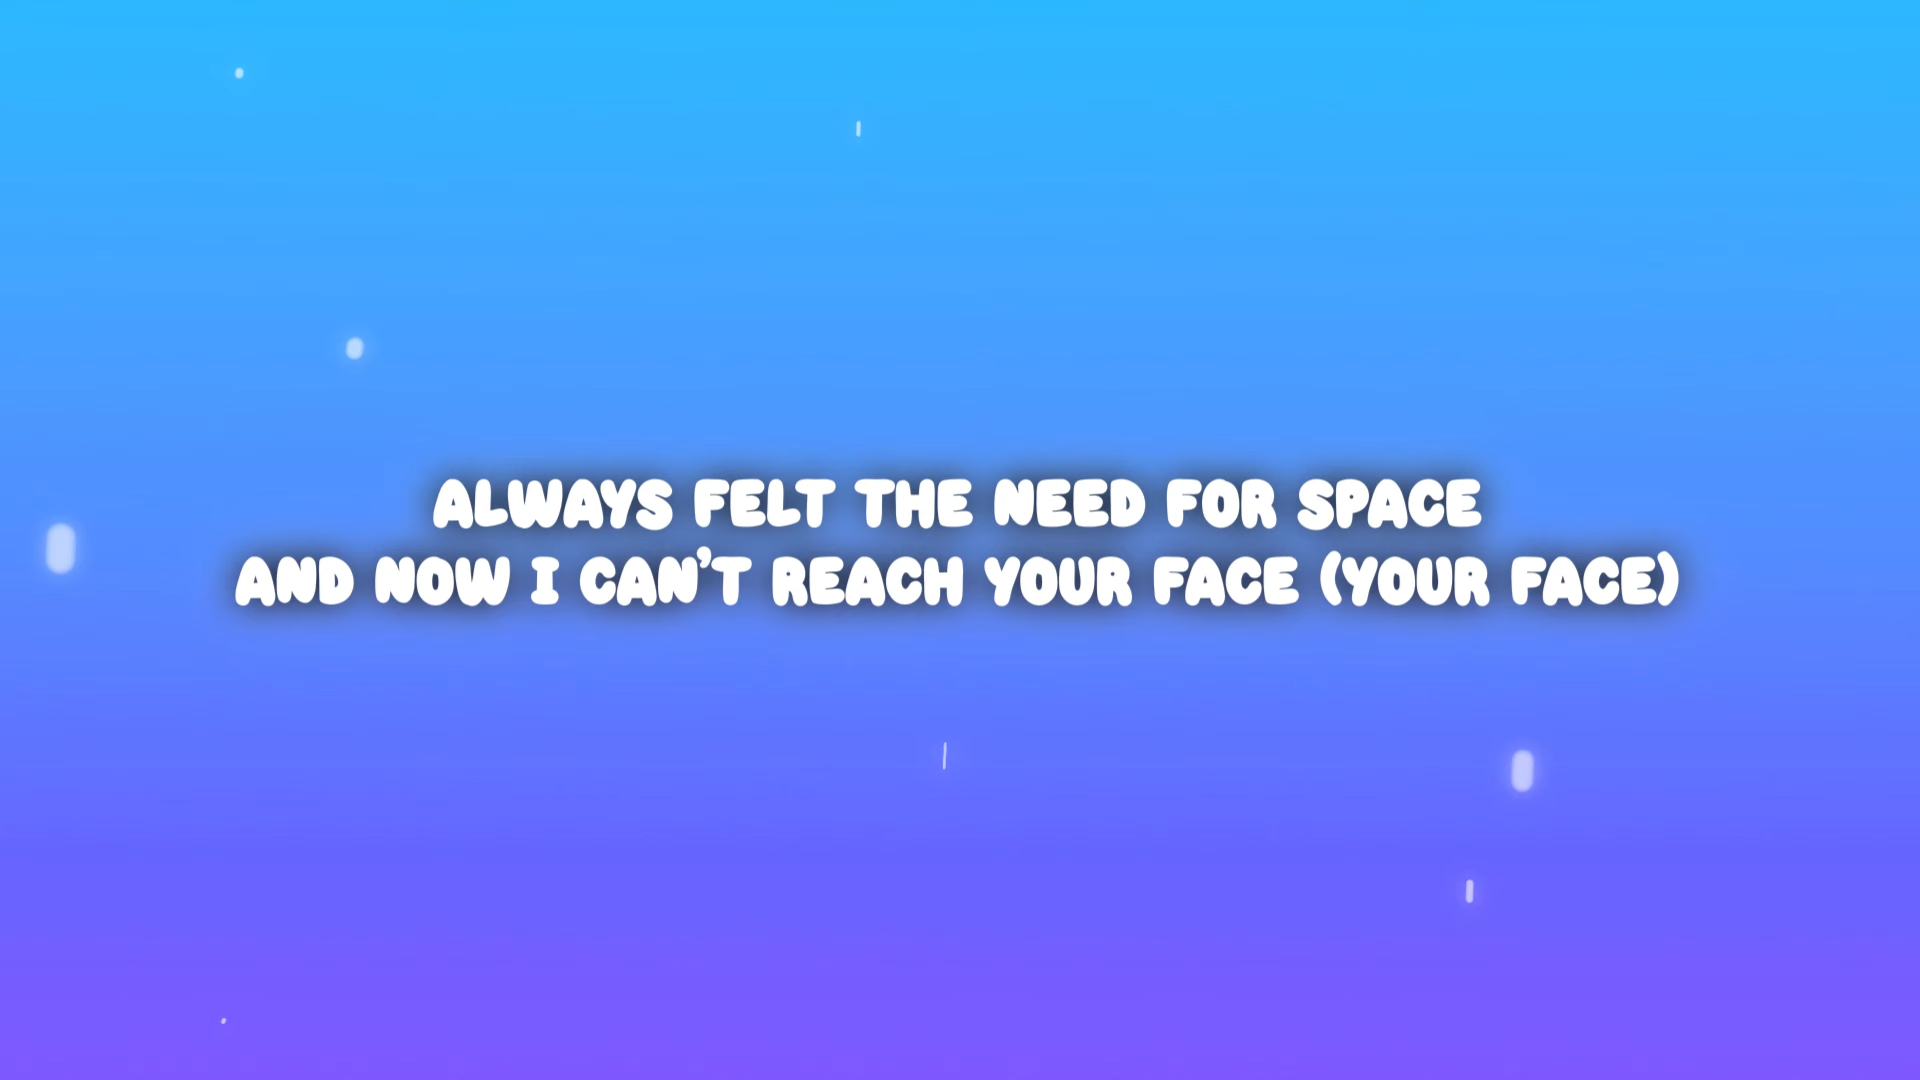 ALWAYS FELT THE NEED FOR SPACE
AND NOW I CAN'T REACH YOUR FACE (YOUR FACE)